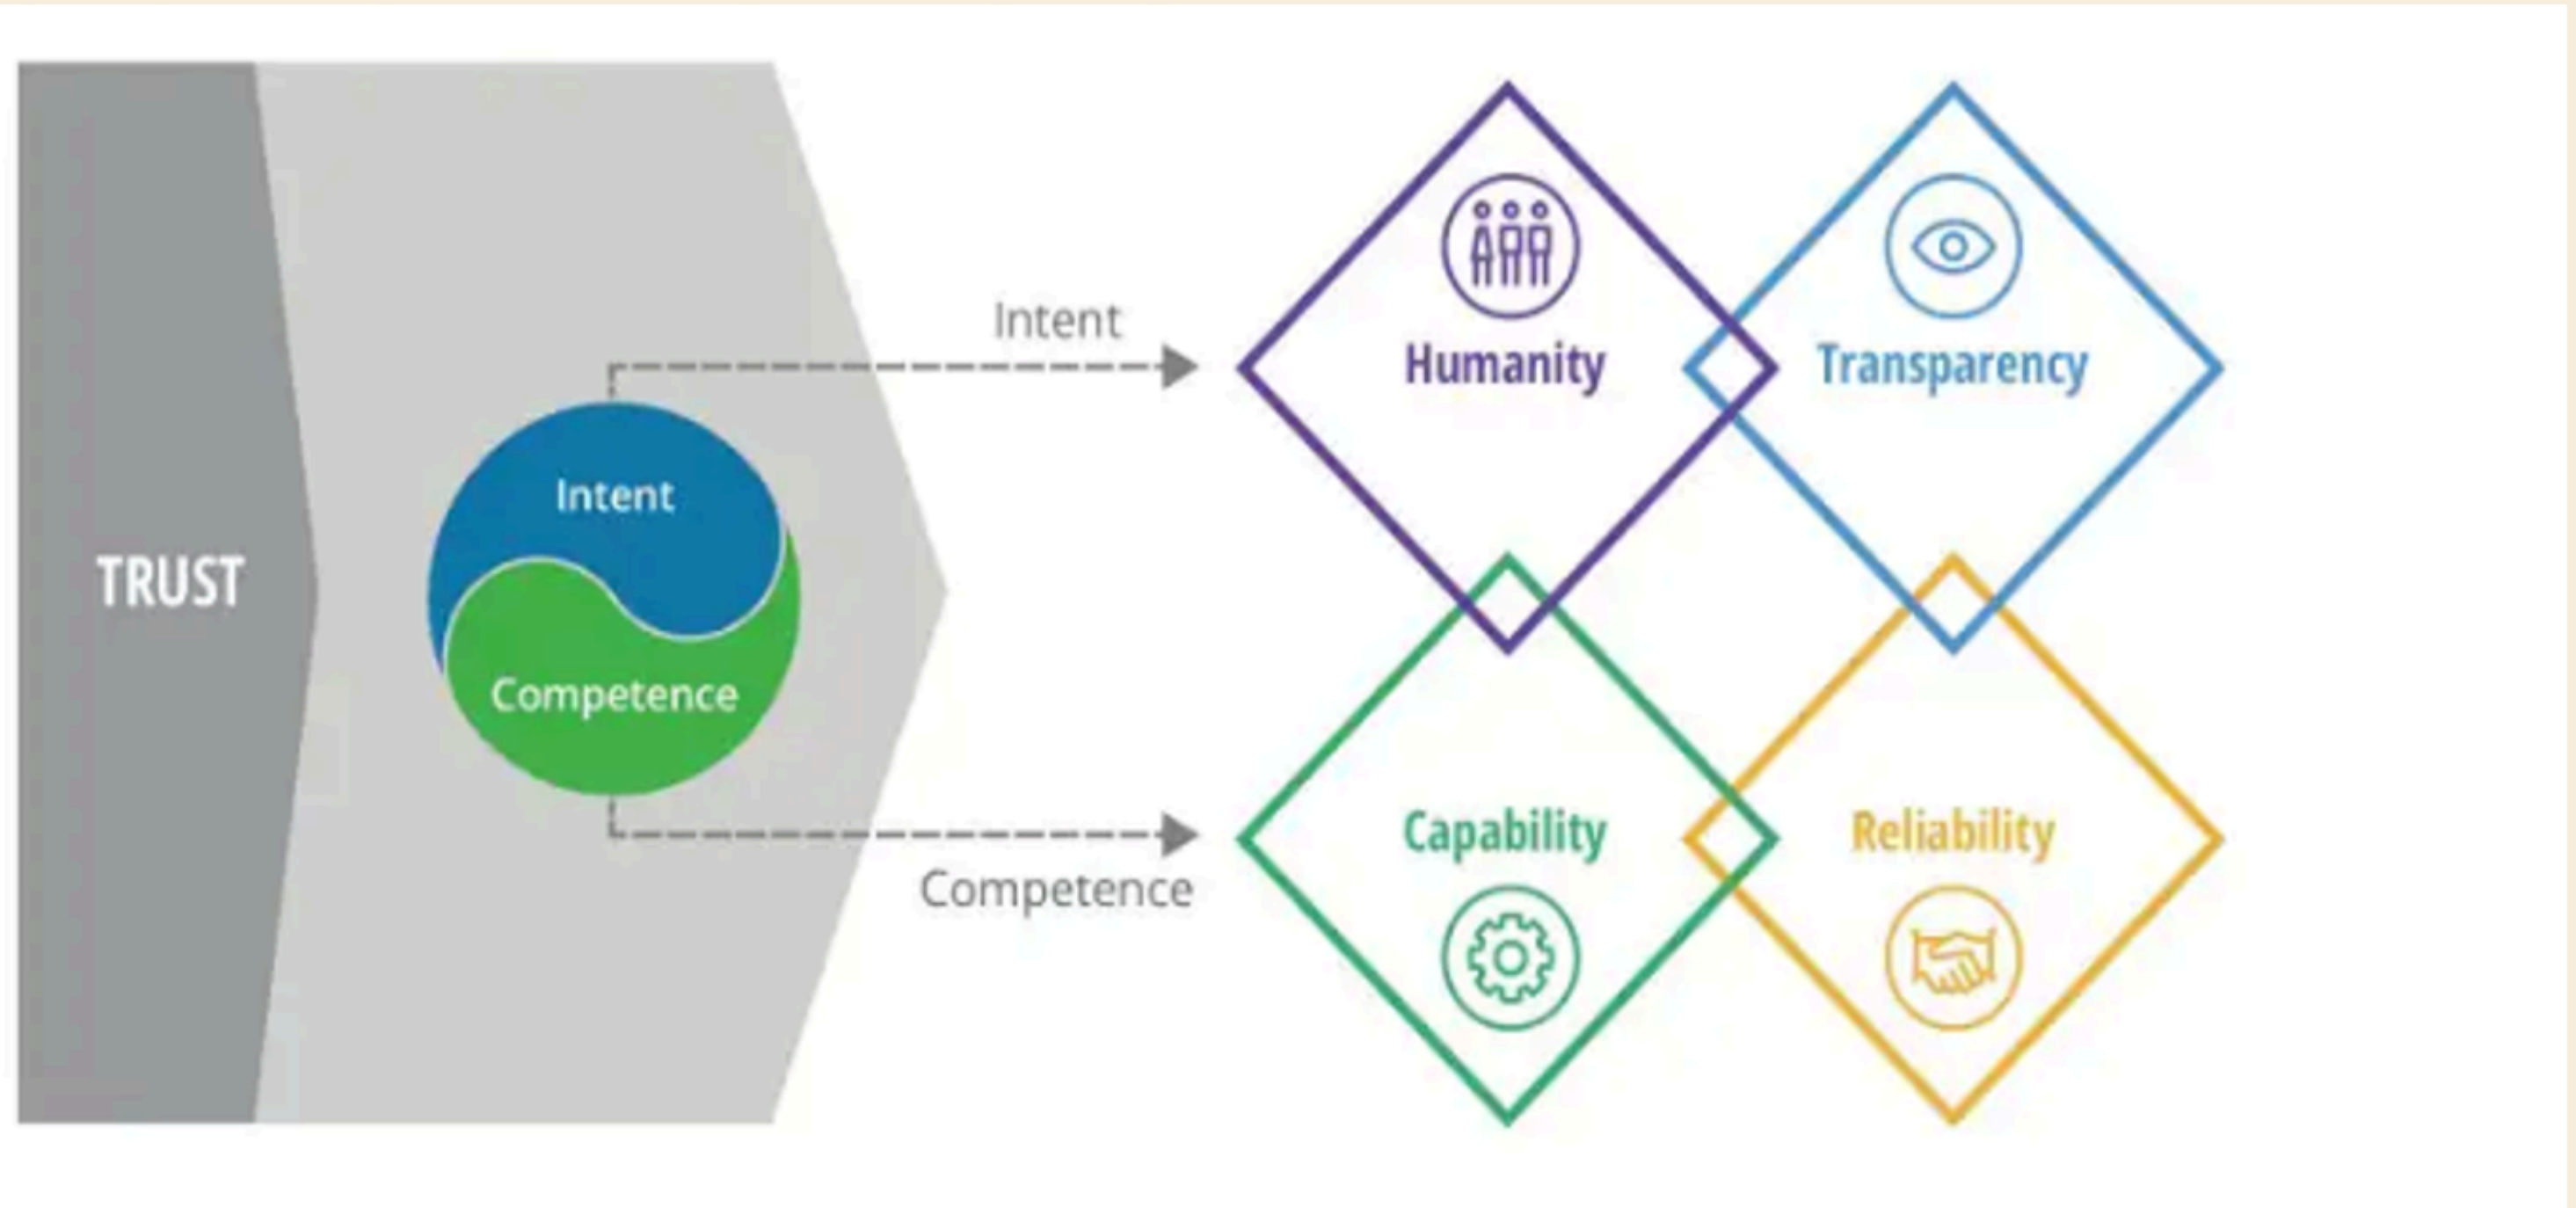 TRUST
Intent
Competence
Intent
Competence
Humanity
Transparency
Capability
Reliability